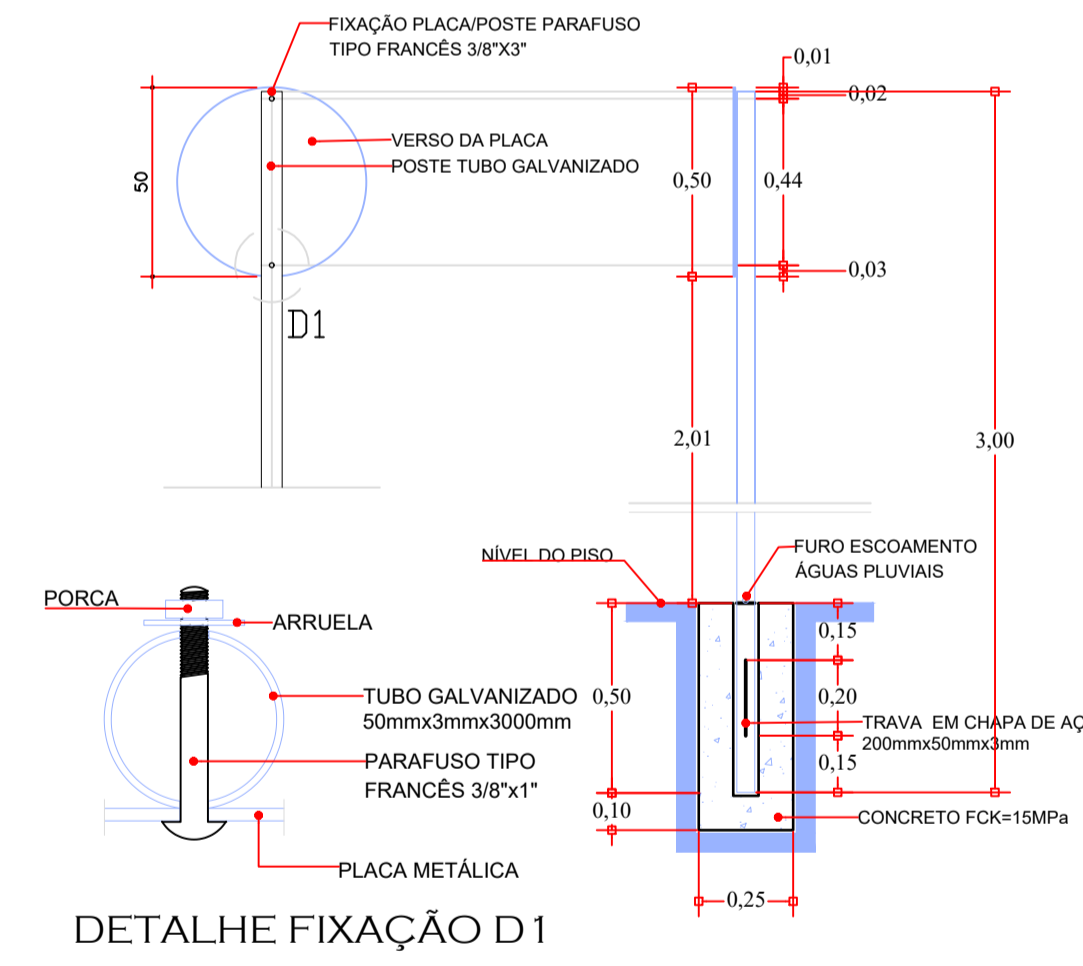 FIXAÇÃO PLACA/POSTE PARAFUSO
TIPO FRANCÊS 3/8"X3"
0,01
0,02
VERSO DA PLACA
POSTE TUBO GALVANIZADO
50
0,50
0,44
0,03
D1
2,01
3,00
NÍVEL DO PISO
FURO ESCOAMENTO
ÁGUAS PLUVIAIS
PORCA
ARRUELA
0,15
TUBO GALVANIZADO
50mmx3mmx3000mm
0,50
0,20
TRAVA EM CHAPA DE AÇ
200mmx50mmx3mm
PARAFUSO TIPO
FRANCÊS 3/8"x1"
0,15
0,10
CONCRETO FCK=15MPa
PLACA METÁLICA
0,25
DETALHE FIXAÇÃO D1